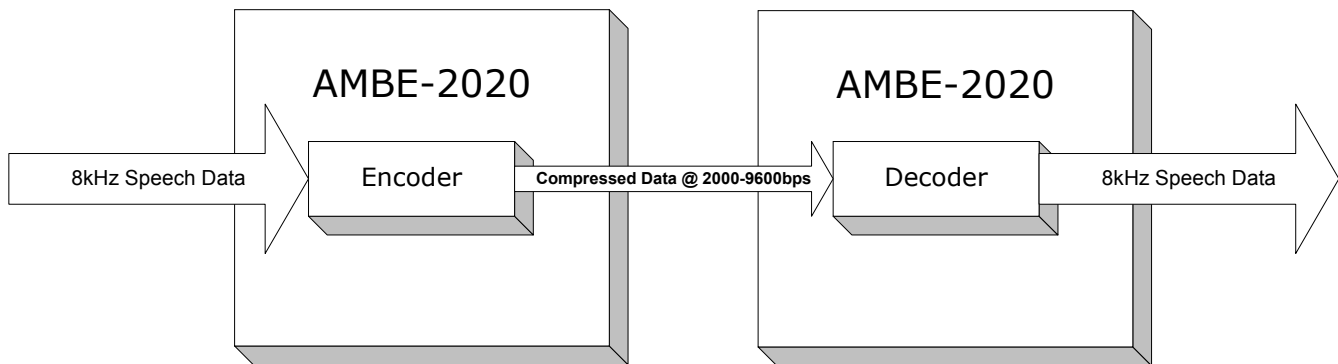 AMBE-2020
AMBE-2020
8kHz Speech Data
Encoder
Compressed Data @ 2000-9600bps
Decoder
8kHz Speech Data